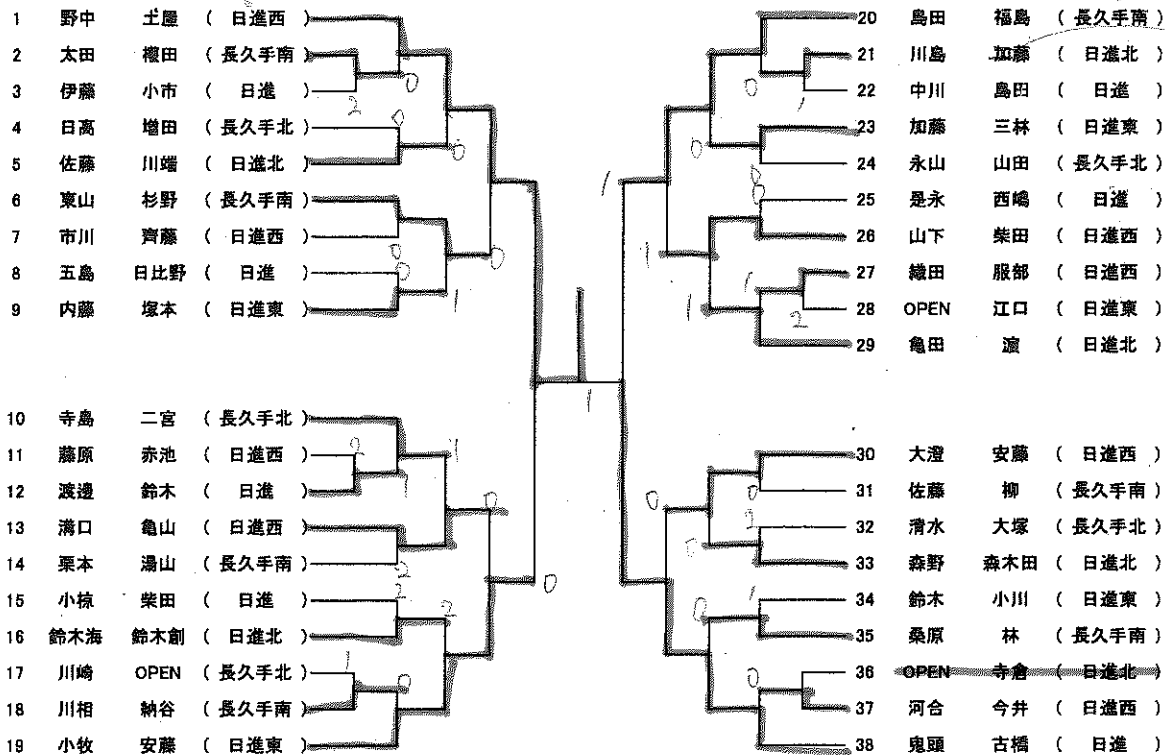 1 野中 土屋 ( 日進西 )
2 太田 櫻田 ( 長久手南 )
3 伊藤 小市 ( 日進 )
4 日高 増田 ( 長久手北 )
5 佐藤 川端 ( 日進北 )
6 東山 杉野 ( 長久手南 )
7 市川 齊藤 ( 日進西 )
8 五島 日比野 ( 日進 )
9 内藤 塚本 ( 日進東 )
10 寺島 二宮 ( 長久手北 )
11 藤原 赤池 ( 日進西 )
12 渡邊 鈴木 ( 日進 )
13 溝口 亀山 ( 日進西 )
14 栗本 湯山 ( 長久手南 )
15 小椋 柴田 ( 日進 )
16 鈴木海 鈴木創 ( 日進北 )
17 川崎 OPEN ( 長久手北 )
18 川相 納谷 ( 長久手南 )
19 小牧 安藤 ( 日進東 )
20 島田 福島 ( 長久手南 )
21 川島 加藤 ( 日進北 )
22 中川 島田 ( 日進 )
23 加藤 三林 ( 日進東 )
24 永山 山田 ( 長久手北 )
25 是永 西嶋 ( 日進 )
26 山下 柴田 ( 日進西 )
27 織田 服部 ( 日進西 )
28 OPEN 江口 ( 日進東 )
29 亀田 ( 日進北 )
30 大澄 安藤 ( 日進西 )
31 佐藤 柳 ( 長久手南 )
32 清水 大塚 ( 長久手北 )
33 森野 森木田 ( 日進北 )
34 鈴木 小川 ( 日進東 )
35 桑原 林 ( 長久手南 )
36 OPEN 寺倉 ( 日進北 )
37 河合 今井 ( 日進西 )
38 鬼頭 古橋 ( 日進 )